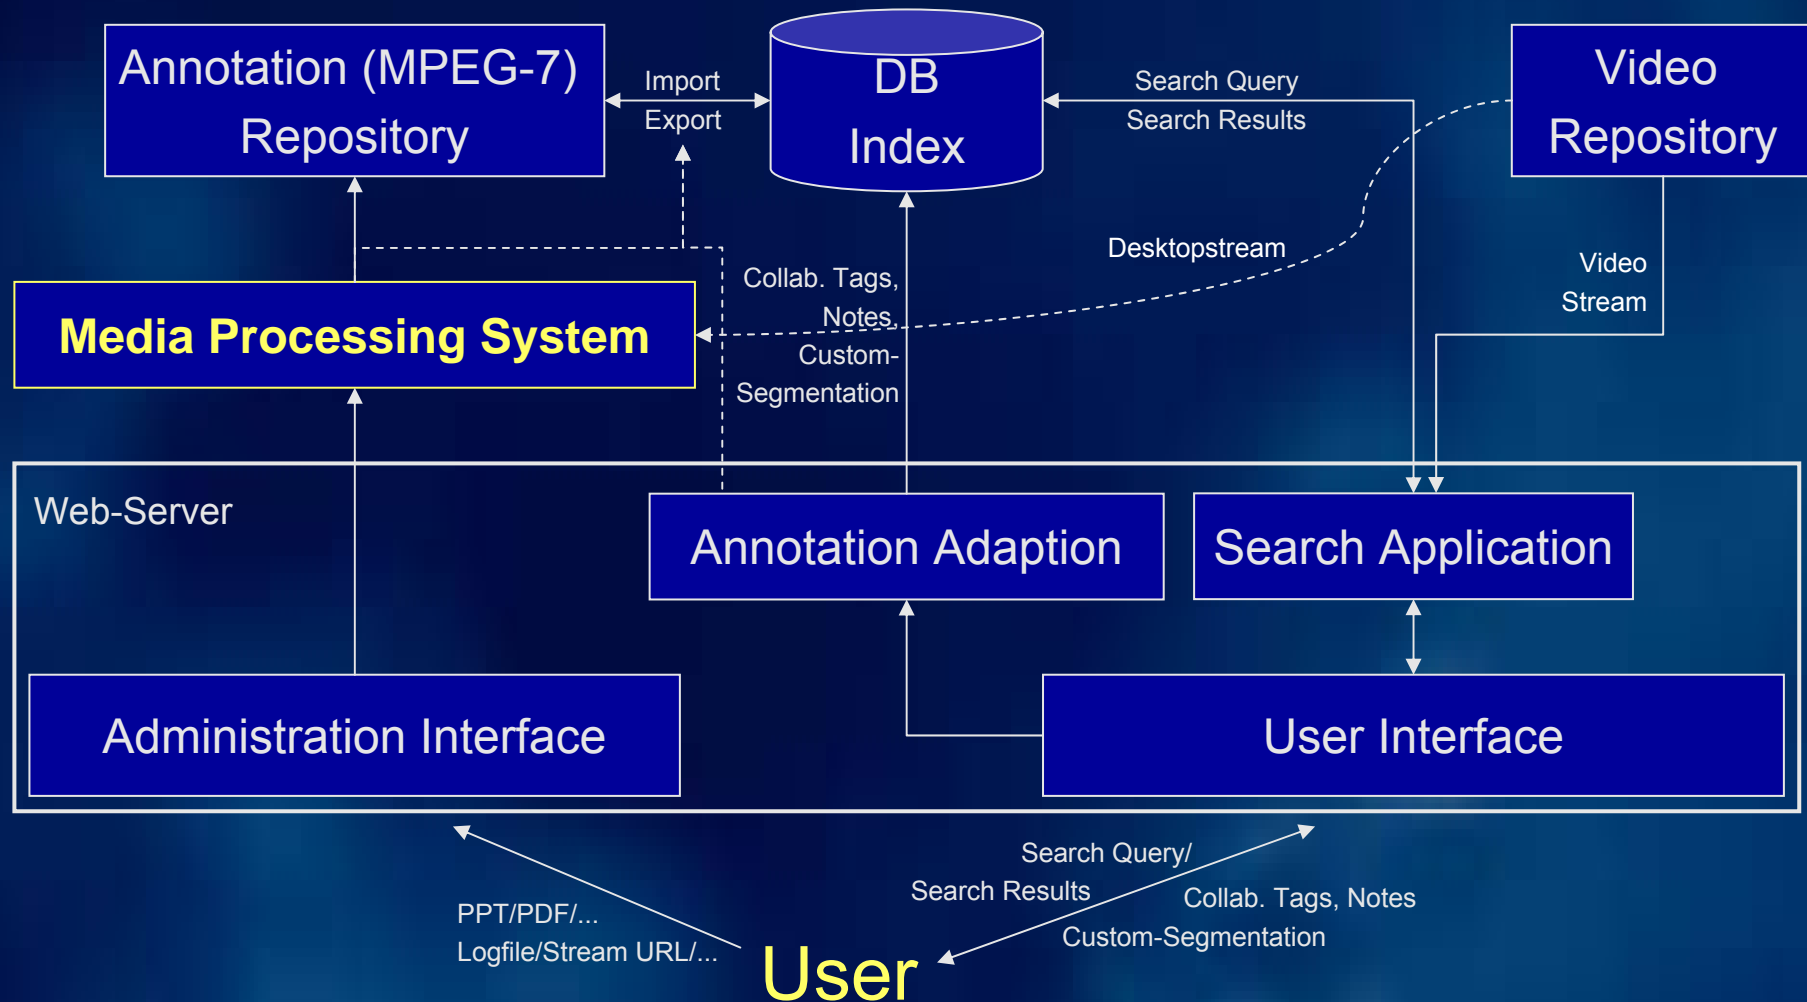 Annotation (MPEG-7)
Repository
Import
Export
DB
Index
Search Query
Search Results
Video
Repository
Desktopstream
Video
Stream
Collab. Tags,
Notes,
Custom-
Segmentation
Media Processing System
Web-Server
Annotation Adaption
Search Application
Administration Interface
User Interface
Search Query/
Search Results
Collab. Tags, Notes
Custom-Segmentation
PPT/PDF/...
Logfile/Stream URL/...
User